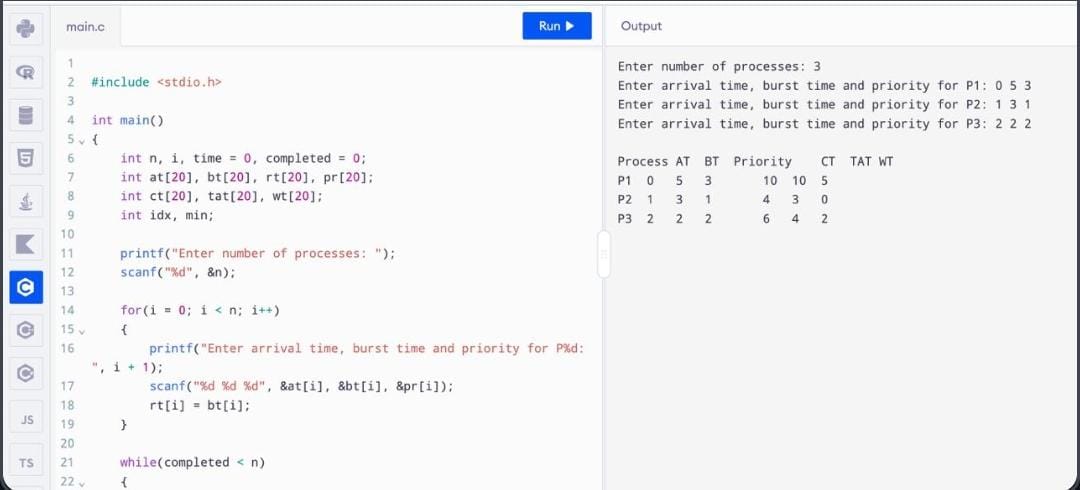 main.c
Run
1
2 #include <stdio.h>
3
4 int main()
5 {
6 int n, i, time = 0, completed = 0;
7 int at[20], bt[20], rt[20], pr[20];
8 int ct[20], tat[20], wt[20];
9 int idx, min;
10
11 printf("Enter number of processes: ");
12 scanf("%d", &n);
13
14 for(i = 0; i < n; i++)
15 {
16 printf("Enter arrival time, burst time and priority for P%d:
", i + 1);
17 scanf("%d %d %d", &at[i], &bt[i], &pr[i]);
18 rt[i] = bt[i];
19 }
20
21 while(completed < n)
22 {
JS
TS
Output
Enter number of processes: 3
Enter arrival time, burst time and priority for P1: 0 5 3
Enter arrival time, burst time and priority for P2: 1 3 1
Enter arrival time, burst time and priority for P3: 2 2 2
Process AT BT Priority CT TAT WT
P1 0 5 3 10 10 5
P2 1 3 1 4 3 0
P3 2 2 2 6 4 2